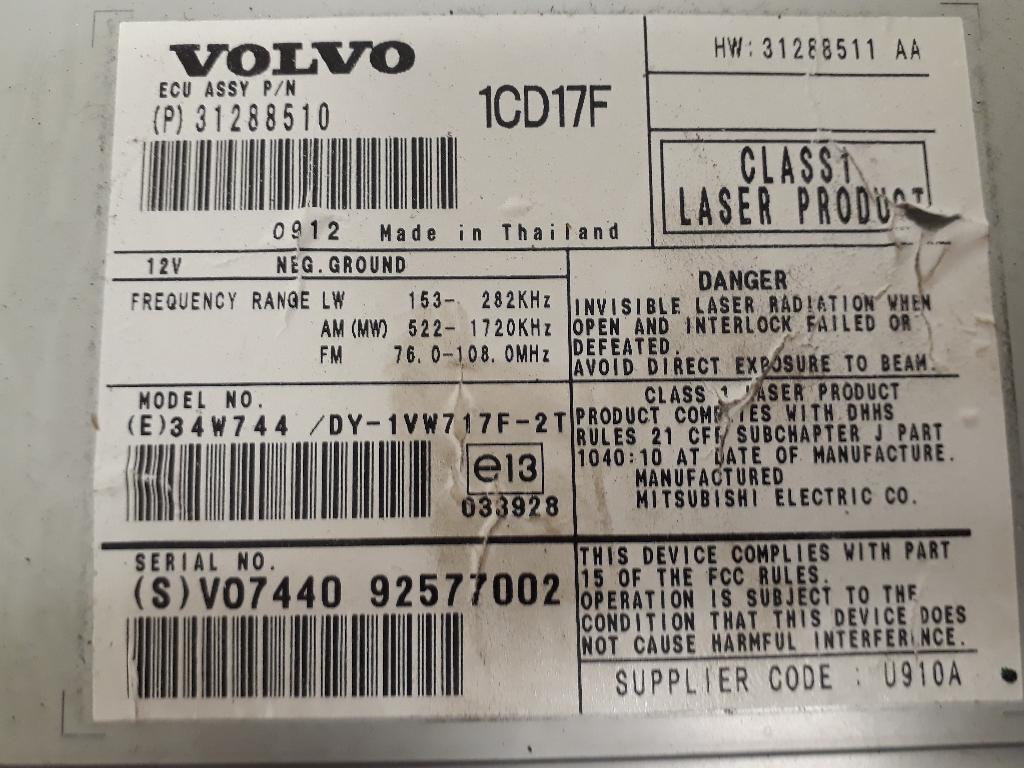 VOLVO
ECU ASSY P/N
(P) 31288510
1CD17F
HW: 31288511 AA
CLASS1
LASER PRODUCT
0912 Made in Thailand
12V NEG. GROUND
FREQUENCY RANGE LW 153- 282KHz
AM (MW) 522- 1720KHz
FM 76.0-108.0MHz
DANGER
INVISIBLE LASER RADIATION WHEN
OPEN AND INTERLOCK FAILED OR
DEFEATED.
AVOID DIRECT EXPOSURE TO BEAM.
MODEL NO.
(E)34W744 /DY-1VW717F-2T
e13
033928
CLASS 1 LASER PRODUCT
PRODUCT COMPLIES WITH DHHS
RULES 21 CFR SUBCHAPTER J PART
1040:10 AT DATE OF MANUFACTURE.
MANUFACTURED
MITSUBISHI ELECTRIC CO.
SERIAL NO.
(S)VO7440 92577002
THIS DEVICE COMPLIES WITH PART
15 OF THE FCC RULES.
OPERATION IS SUBJECT TO THE
CONDITION THAT THIS DEVICE DOES
NOT CAUSE HARMFUL INTERFERENCE.
SUPPLIER CODE : U910A